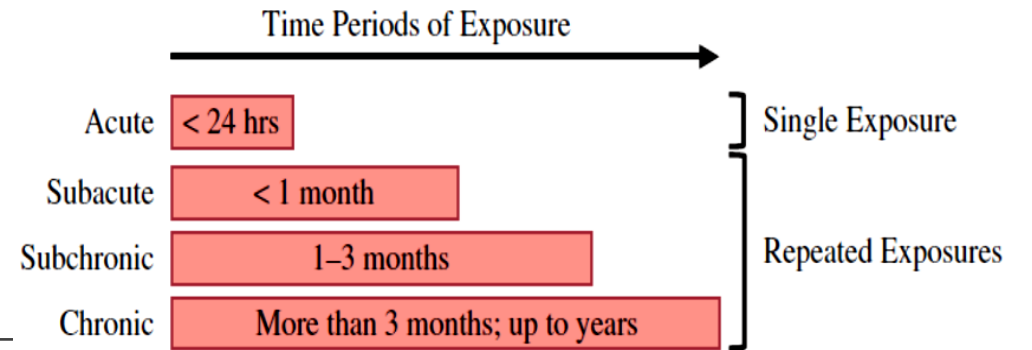 Time Periods of Exposure
Acute < 24 hrs Single Exposure
Subacute < 1 month
Subchronic 1–3 months Repeated Exposures
Chronic More than 3 months; up to years